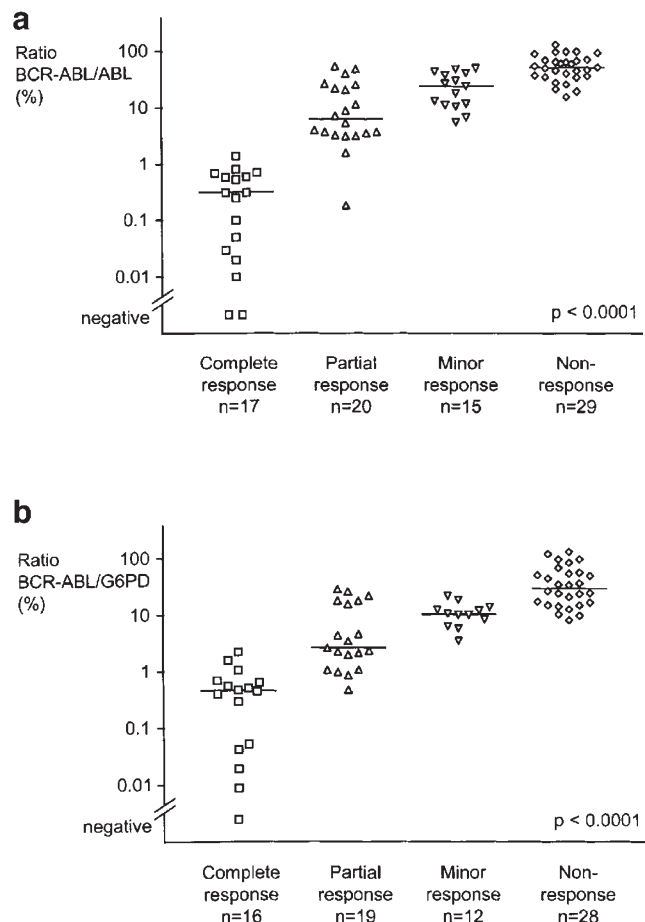 a
Ratio
BCR-ABL/ABL
(%)
100
10
1
0.1
0.01
negative
p < 0.0001
Complete response n=17
Partial response n=20
Minor response n=15
Non-response n=29
b
Ratio
BCR-ABL/G6PD
(%)
100
10
1
0.1
0.01
negative
p < 0.0001
Complete response n=16
Partial response n=19
Minor response n=12
Non-response n=28